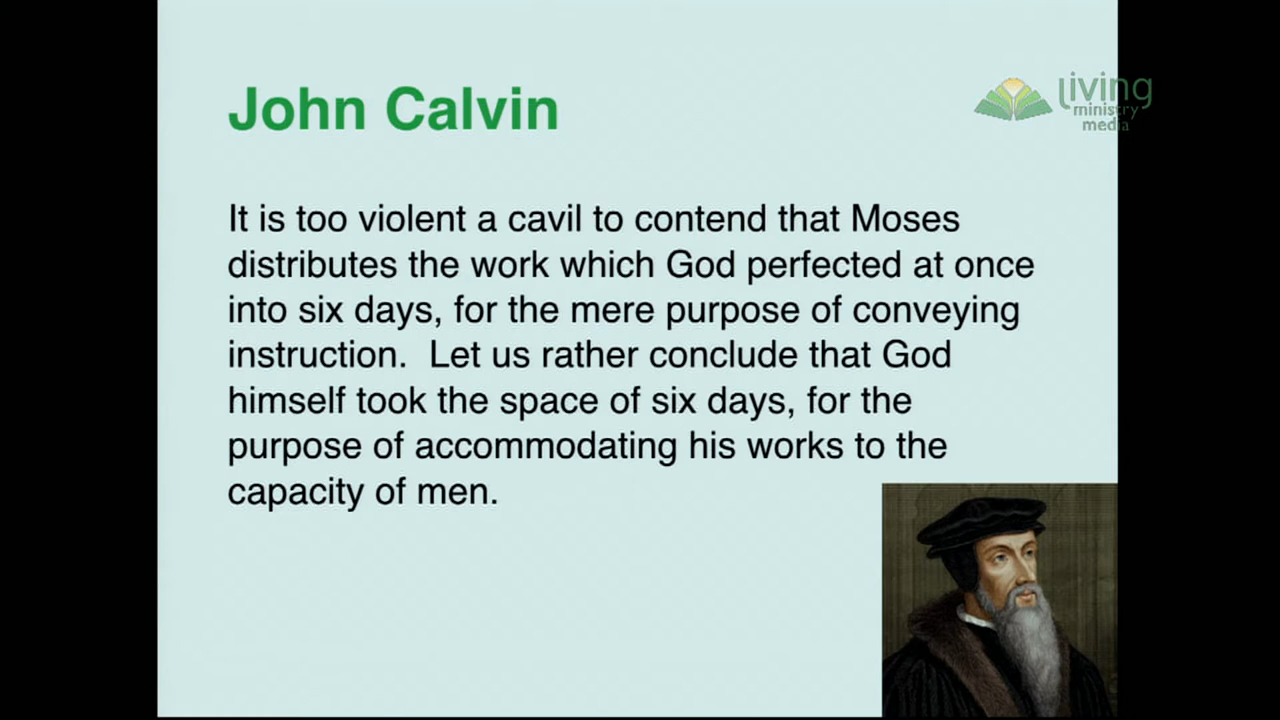 John Calvin
living
ministry
media
It is too violent a cavil to contend that Moses
distributes the work which God perfected at once
into six days, for the mere purpose of conveying
instruction.  Let us rather conclude that God
himself took the space of six days, for the
purpose of accommodating his works to the
capacity of men.